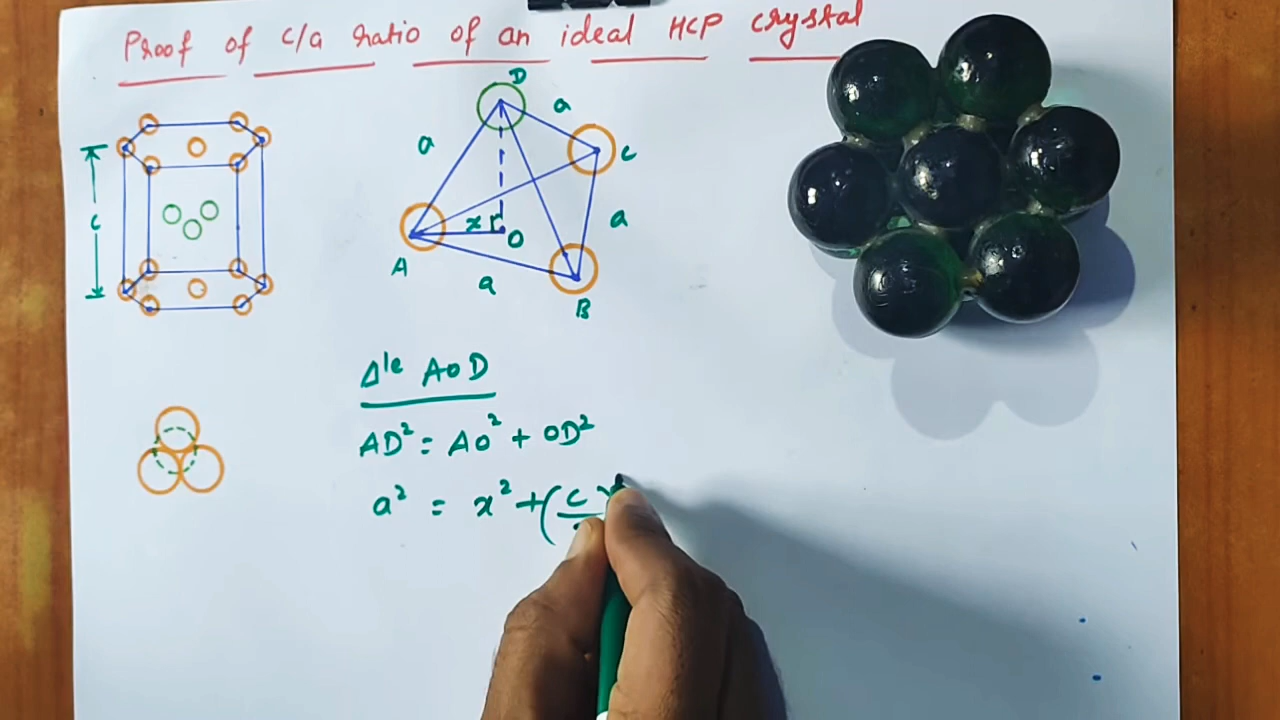 Proof of c/a ratio of an ideal HCP crystal
D
a
a
C
c
a
x
O
A
a
B
Δle AOD
AD² = AO² + OD²
a² = x² + (c